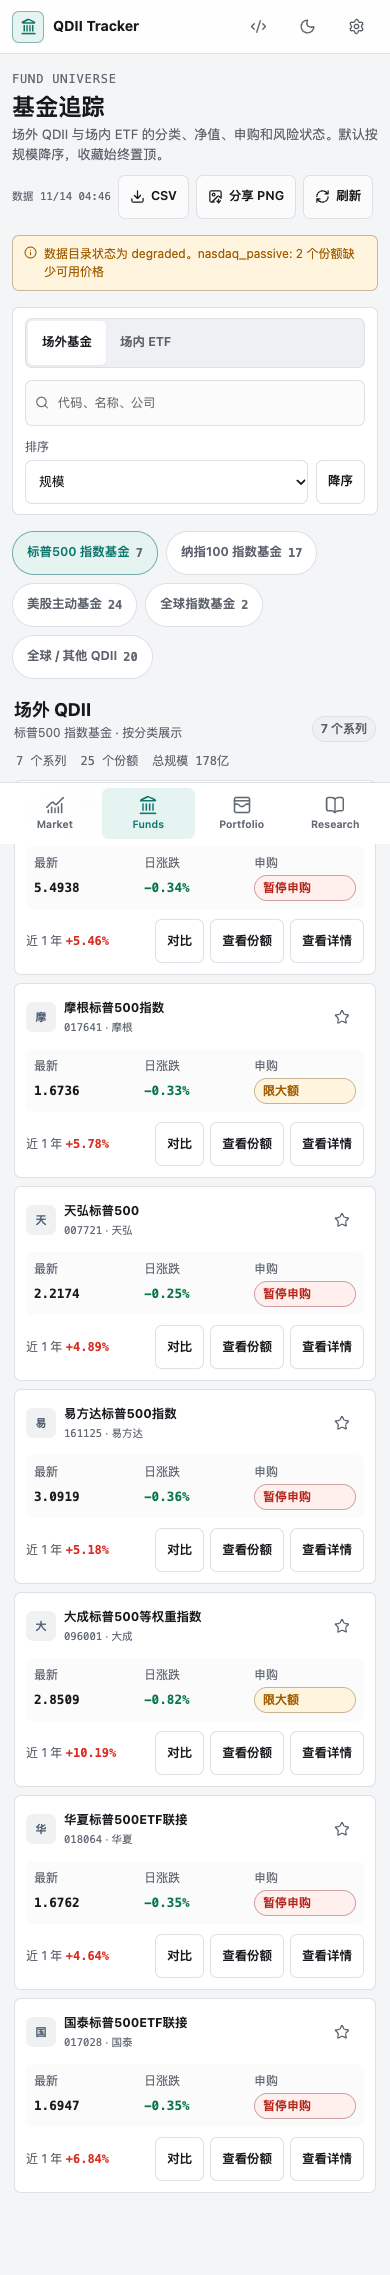 QDII Tracker
FUND UNIVERSE
基金追踪
场外 QDII 与场内 ETF 的分类、净值、申购和风险状态。默认按
规模降序，收藏始终置顶。
数据 11/14 04:46
CSV
分享 PNG
刷新
数据目录状态为 degraded。nasdaq_passive: 2 个份额缺
少可用价格
场外基金
场内 ETF
代码、名称、公司
排序
规模
降序
标普500 指数基金 7
纳指100 指数基金 17
美股主动基金 24
全球指数基金 2
全球 / 其他 QDII 20
场外 QDII
标普500 指数基金 · 按分类展示
7 个系列
7 个系列 25 个份额 总规模 178亿
Market
Funds
Portfolio
Research
最新 日涨跌 申购
5.4938 −0.34% 暂停申购
近 1 年 +5.46% 对比 查看份额 查看详情
摩
摩根标普500指数
017641 · 摩根
最新 日涨跌 申购
1.6736 −0.33% 限大额
近 1 年 +5.78% 对比 查看份额 查看详情
天
天弘标普500
007721 · 天弘
最新 日涨跌 申购
2.2174 −0.25% 暂停申购
近 1 年 +4.89% 对比 查看份额 查看详情
易
易方达标普500指数
161125 · 易方达
最新 日涨跌 申购
3.0919 −0.36% 暂停申购
近 1 年 +5.18% 对比 查看份额 查看详情
大
大成标普500等权重指数
096001 · 大成
最新 日涨跌 申购
2.8509 −0.82% 限大额
近 1 年 +10.19% 对比 查看份额 查看详情
华
华夏标普500ETF联接
018064 · 华夏
最新 日涨跌 申购
1.6762 −0.35% 暂停申购
近 1 年 +4.64% 对比 查看份额 查看详情
国
国泰标普500ETF联接
017028 · 国泰
最新 日涨跌 申购
1.6947 −0.35% 暂停申购
近 1 年 +6.84% 对比 查看份额 查看详情